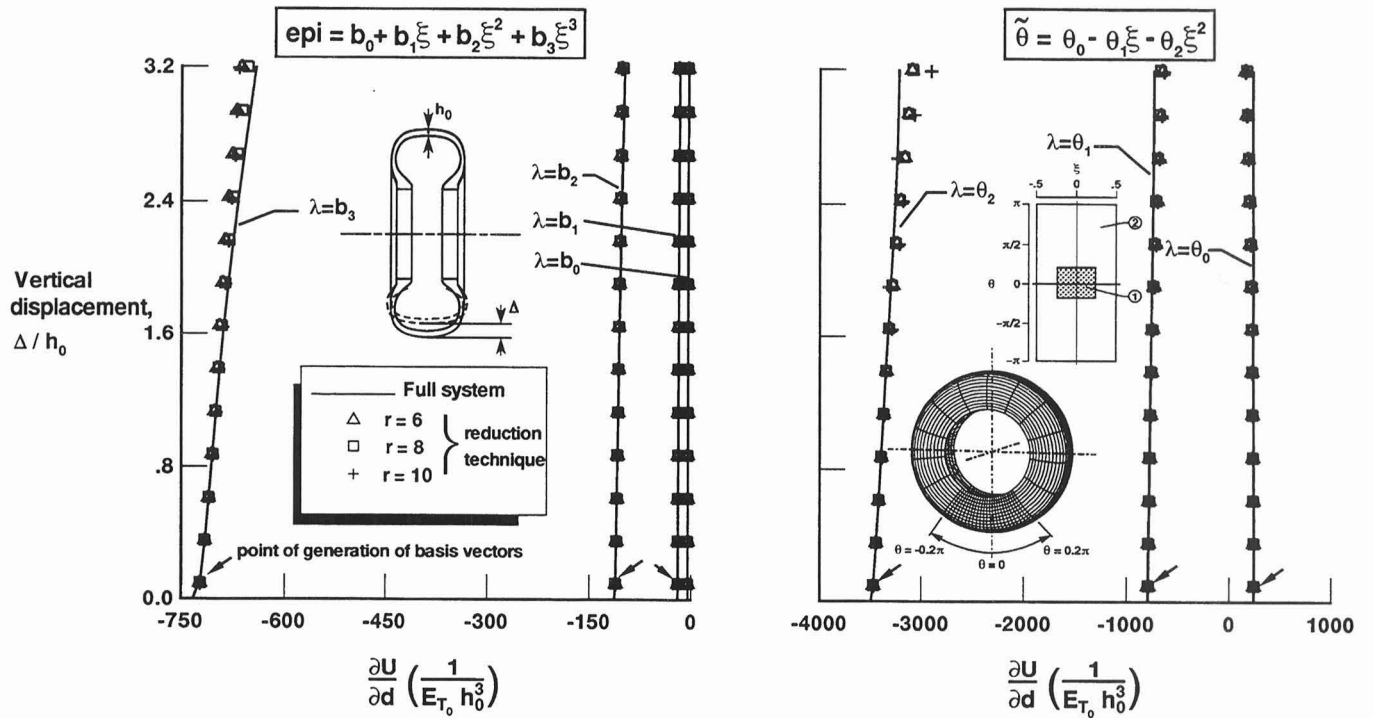 epi = b₀ + b₁ξ + b₂ξ² + b₃ξ³
3.2
2.4
1.6
.8
0.0
Vertical
displacement,
Δ / h₀
h₀
Δ
λ=b₃
λ=b₂
λ=b₁
λ=b₀
Full system
r = 6
r = 8
r = 10
reduction
technique
point of generation of basis vectors
-750 -600 -450 -300 -150 0
∂U/∂d (1/(E_T₀ h₀³))
θ̃ = θ₀ - θ₁ξ - θ₂ξ²
λ=θ₂
λ=θ₁
λ=θ₀
ξ
-.5 0 .5
π
π/2
θ 0
-π/2
-π
②
①
θ = -0.2π
θ = 0
θ = 0.2π
-4000 -3000 -2000 -1000 0 1000
∂U/∂d (1/(E_T₀ h₀³))